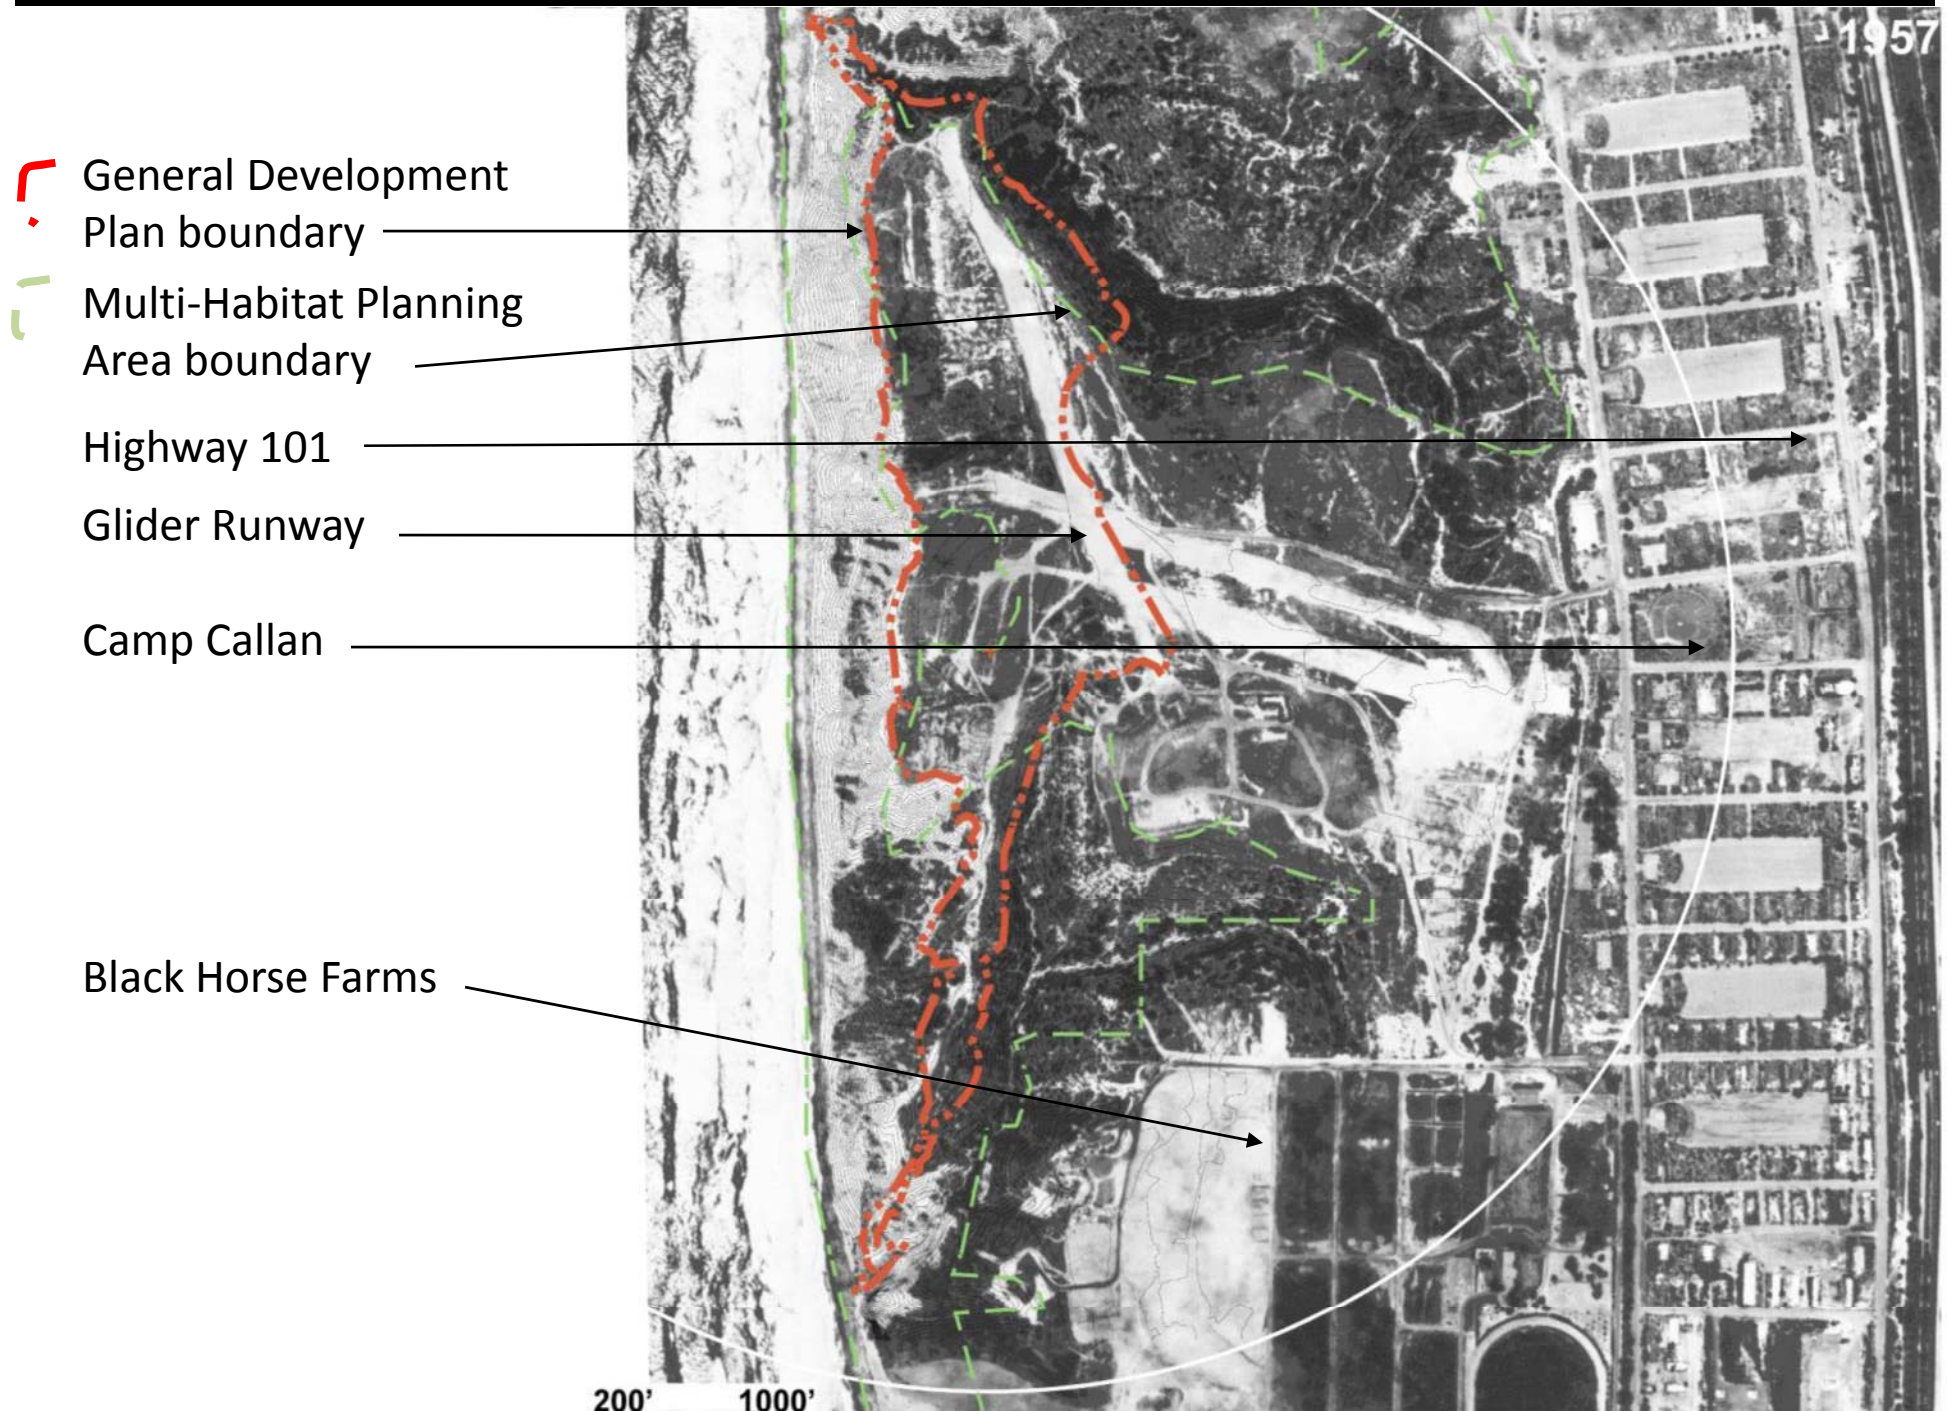 1957
General Development
Plan boundary
Multi-Habitat Planning
Area boundary
Highway 101
Glider Runway
Camp Callan
Black Horse Farms
200' 1000'